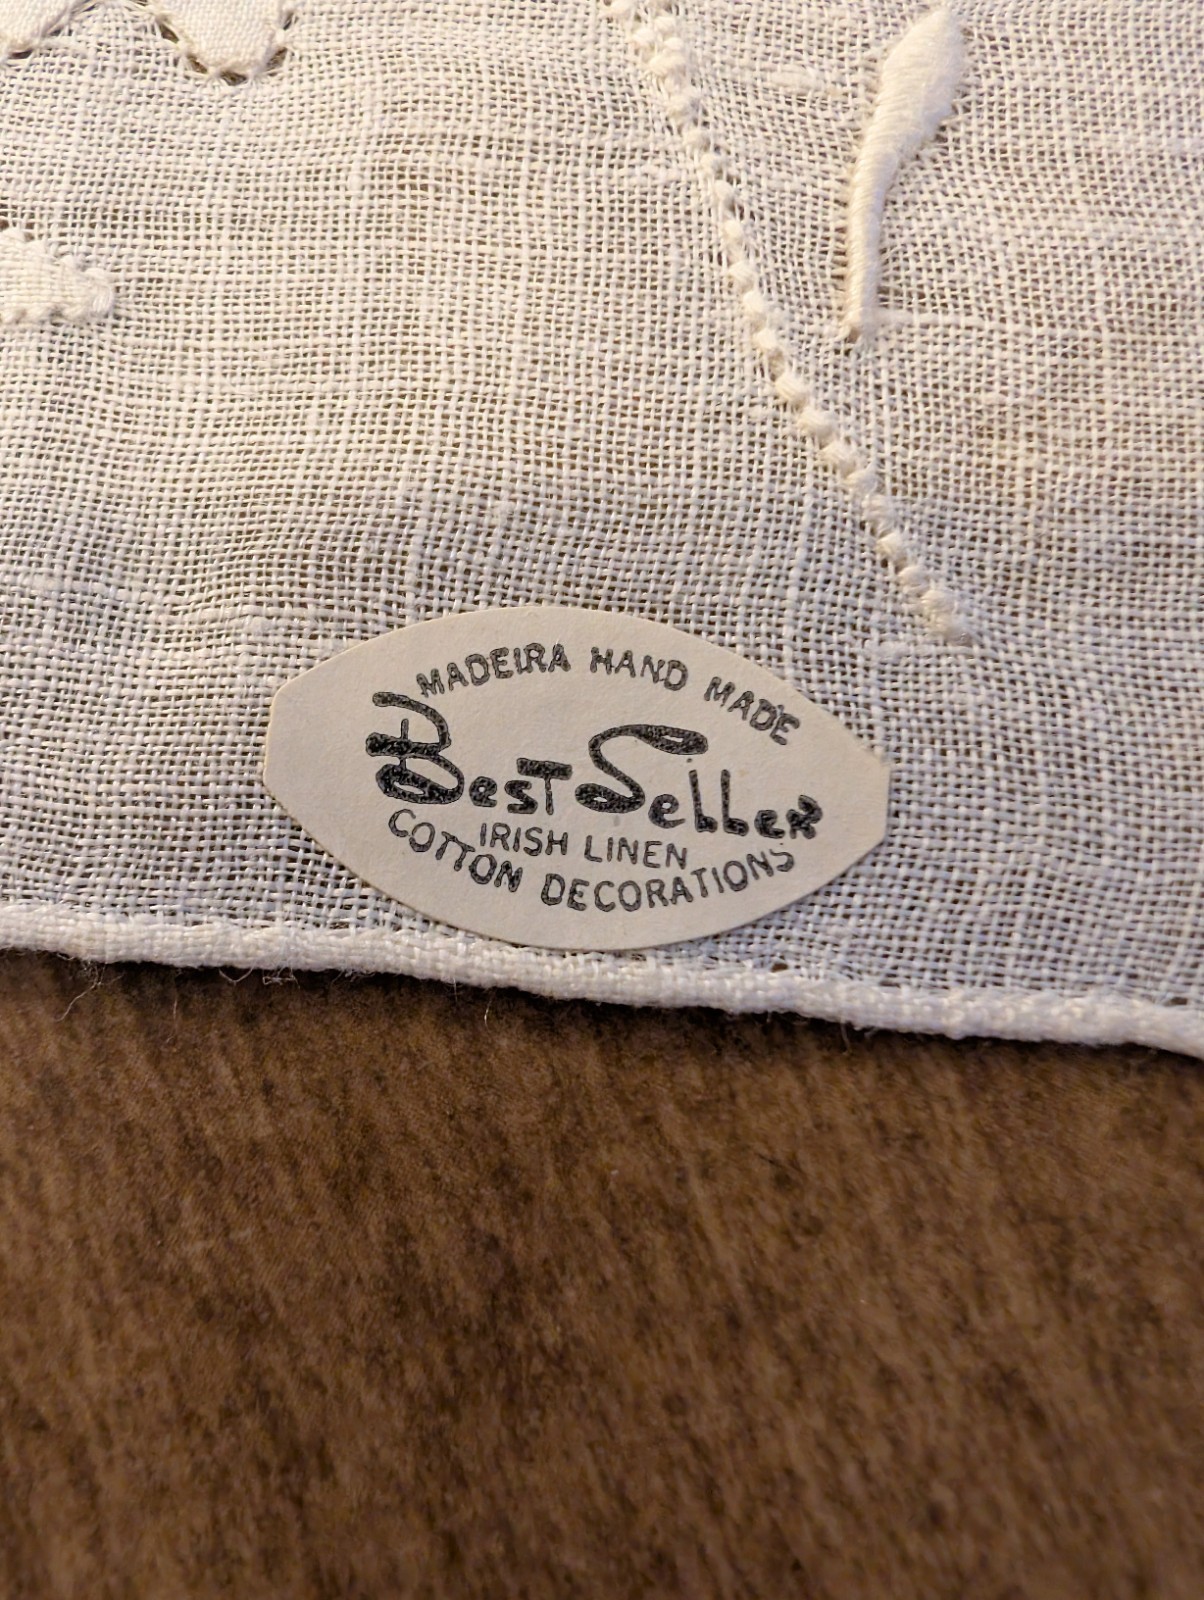 MADEIRA HAND MADE
BesT Seller
IRISH LINEN
COTTON DECORATIONS